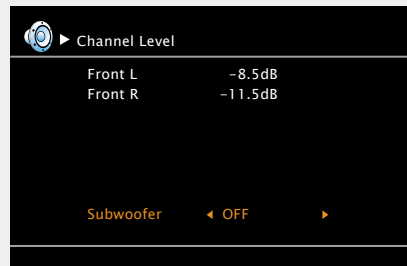 Channel Level
Front L −8.5dB
Front R −11.5dB
Subwoofer OFF